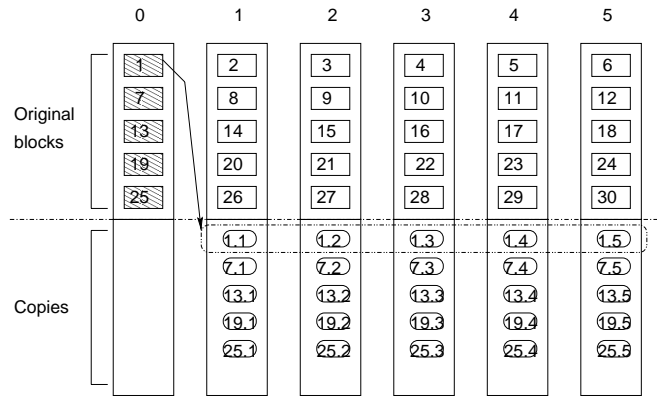 0 1 2 3 4 5
1 2 3 4 5 6
7 8 9 10 11 12
Original
blocks
13 14 15 16 17 18
19 20 21 22 23 24
25 26 27 28 29 30
1.1 1.2 1.3 1.4 1.5
7.1 7.2 7.3 7.4 7.5
13.1 13.2 13.3 13.4 13.5
Copies
19.1 19.2 19.3 19.4 19.5
25.1 25.2 25.3 25.4 25.5